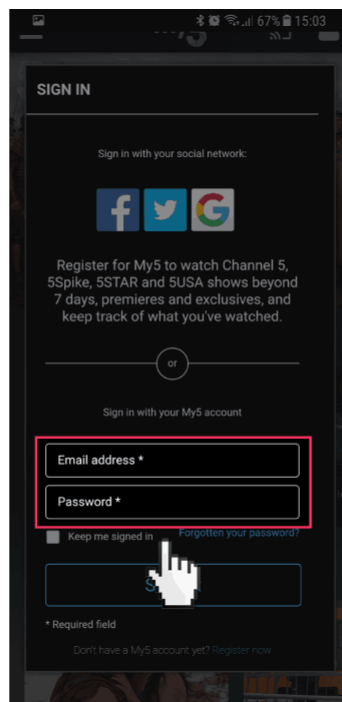 67% 15:03
SIGN IN
Sign in with your social network:
Register for My5 to watch Channel 5,
5Spike, 5STAR and 5USA shows beyond
7 days, premieres and exclusives, and
keep track of what you've watched.
or
Sign in with your My5 account
Email address *
Password *
Keep me signed in Forgotten your password?
* Required field
Don't have a My5 account yet? Register now